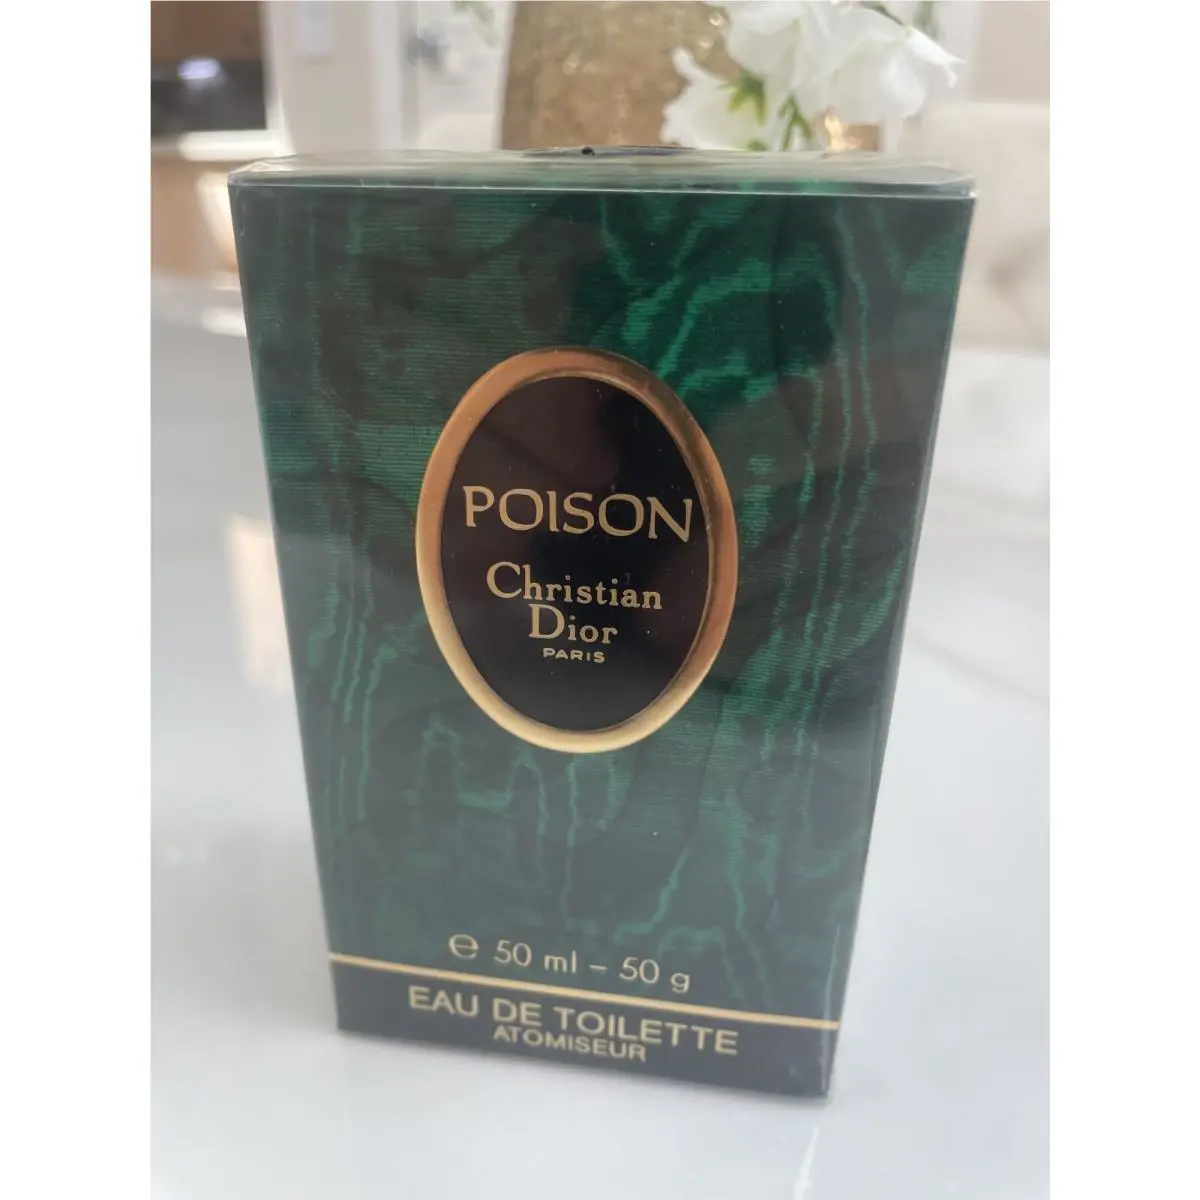 POISON
Christian
Dior
PARIS
℮ 50 ml – 50 g
EAU DE TOILETTE
ATOMISEUR